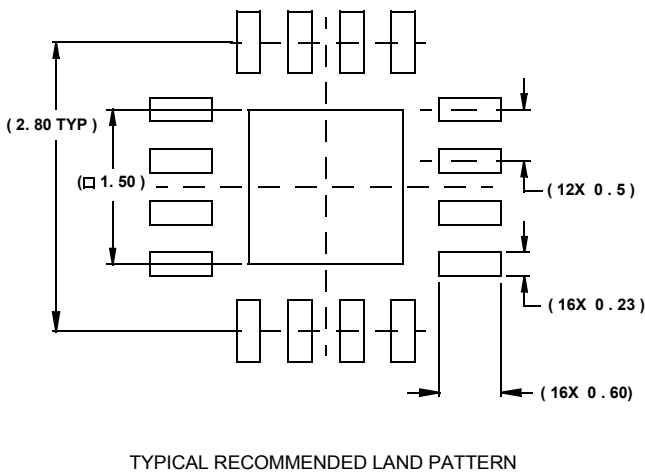 ( 2. 80 TYP )
(□ 1. 50 )
( 12X 0 . 5 )
( 16X 0 . 23 )
( 16X 0 . 60)
TYPICAL RECOMMENDED LAND PATTERN